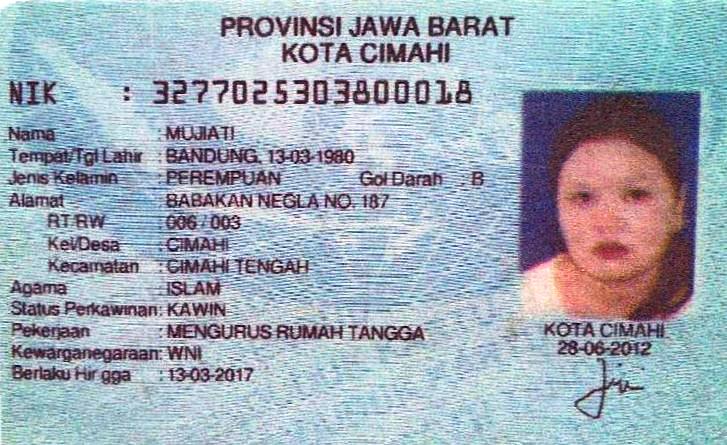 PROVINSI JAWA BARAT
KOTA CIMAHI
NIK : 3277025303800018
Nama : MUJIATI
Tempat/Tgl Lahir : BANDUNG, 13-03-1980
Jenis Kelamin : PEREMPUAN Gol Darah : B
Alamat : BABAKAN NEGLA NO. 187
RT/RW : 006 / 003
Kel/Desa : CIMAHI
Kecamatan : CIMAHI TENGAH
Agama : ISLAM
Status Perkawinan: KAWIN
Pekerjaan : MENGURUS RUMAH TANGGA
Kewarganegaraan: WNI
Berlaku Hingga : 13-03-2017
KOTA CIMAHI
28-06-2012